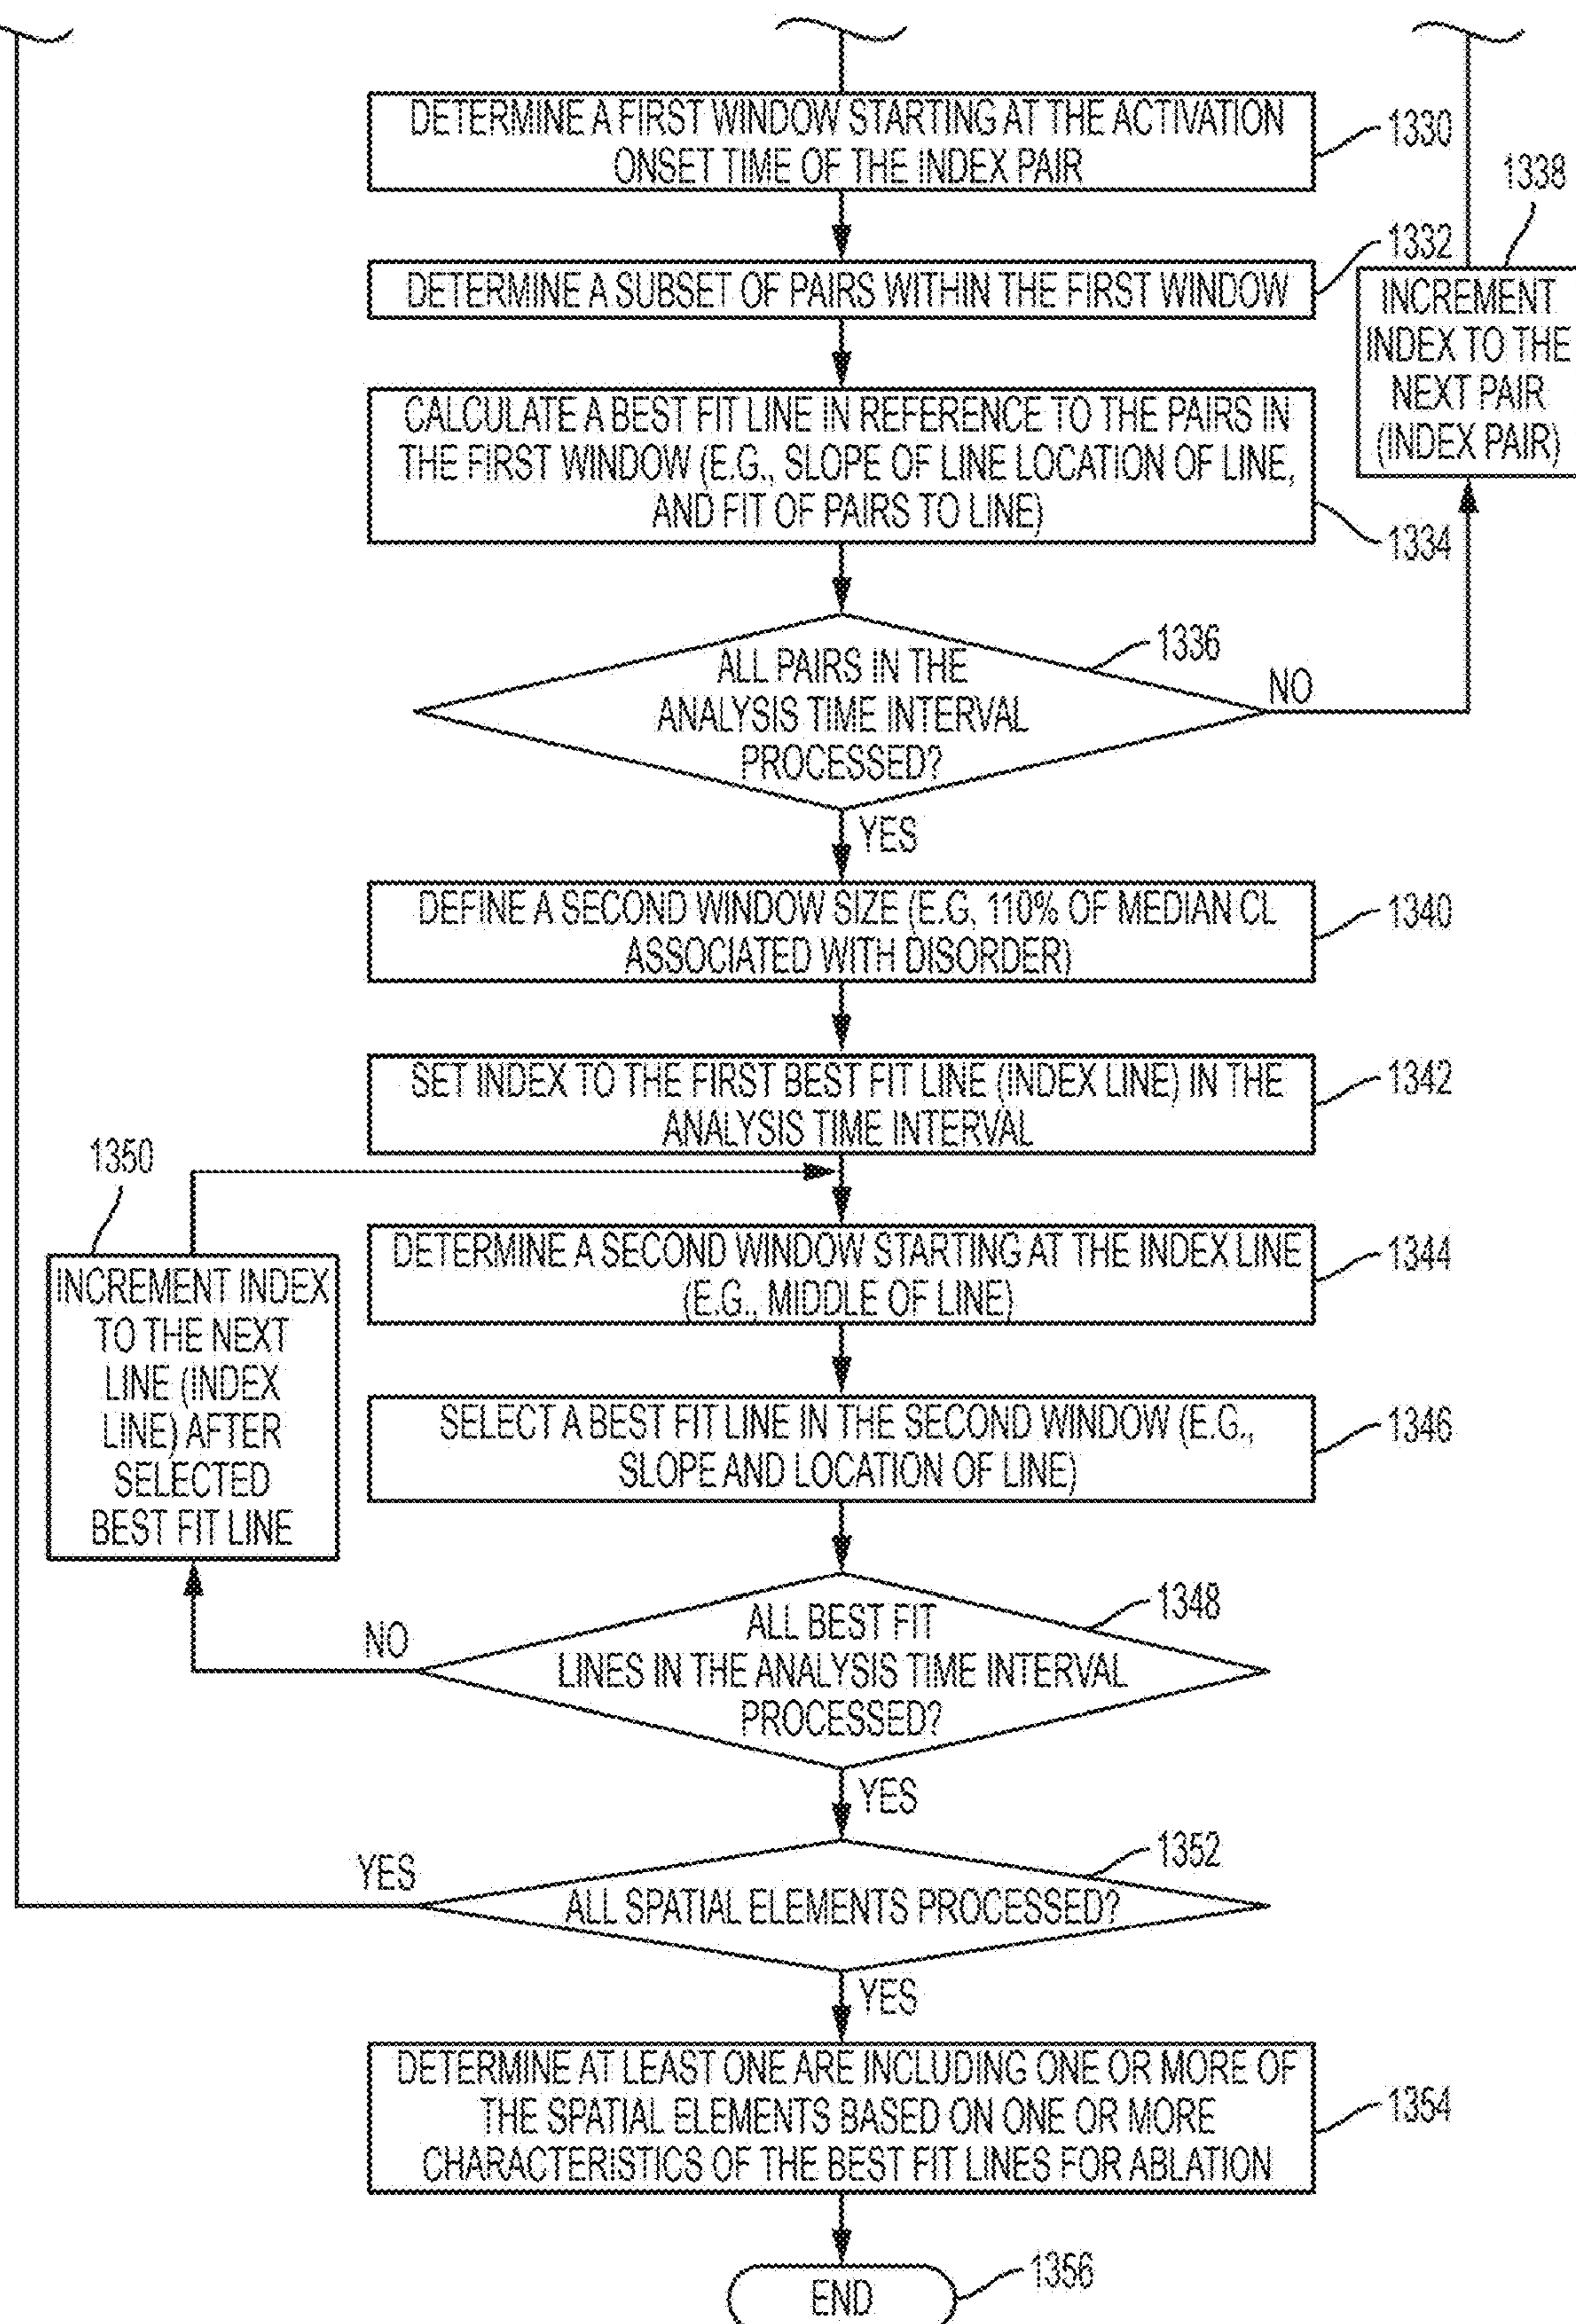 DETERMINE A FIRST WINDOW STARTING AT THE ACTIVATION
ONSET TIME OF THE INDEX PAIR
1330
1338
DETERMINE A SUBSET OF PAIRS WITHIN THE FIRST WINDOW
1332
INCREMENT
INDEX TO THE
NEXT PAIR
(INDEX PAIR)
CALCULATE A BEST FIT LINE IN REFERENCE TO THE PAIRS IN
THE FIRST WINDOW (E.G., SLOPE OF LINE LOCATION OF LINE,
AND FIT OF PAIRS TO LINE)
1334
ALL PAIRS IN THE
ANALYSIS TIME INTERVAL
PROCESSED?
1336
NO
YES
DEFINE A SECOND WINDOW SIZE (E.G, 110% OF MEDIAN CL
ASSOCIATED WITH DISORDER)
1340
SET INDEX TO THE FIRST BEST FIT LINE (INDEX LINE) IN THE
ANALYSIS TIME INTERVAL
1342
1350
INCREMENT INDEX
TO THE NEXT
LINE (INDEX
LINE) AFTER
SELECTED
BEST FIT LINE
DETERMINE A SECOND WINDOW STARTING AT THE INDEX LINE
(E.G., MIDDLE OF LINE)
1344
SELECT A BEST FIT LINE IN THE SECOND WINDOW (E.G.,
SLOPE AND LOCATION OF LINE)
1346
ALL BEST FIT
LINES IN THE ANALYSIS TIME INTERVAL
PROCESSED?
1348
NO
YES
ALL SPATIAL ELEMENTS PROCESSED?
1352
YES
YES
DETERMINE AT LEAST ONE ARE INCLUDING ONE OR MORE OF
THE SPATIAL ELEMENTS BASED ON ONE OR MORE
CHARACTERISTICS OF THE BEST FIT LINES FOR ABLATION
1354
END
1356